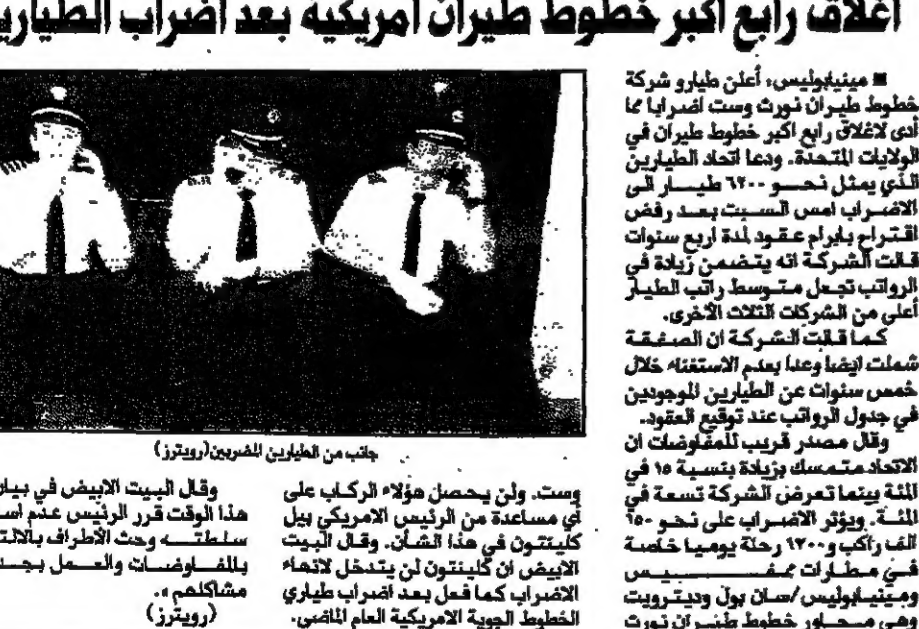 اغلاق رابع اكبر خطوط طيران امريكية بعد اضراب الطيارين
■ مينيابوليس: أعلن طيارو شركة
خطوط طيران نورث وست اضرابا مما
أدى لاغلاق رابع اكبر خطوط طيران في
الولايات المتحدة. ودعا اتحاد الطيارين
الذي يمثل نحو ٦٢٠٠ طيار الى
الاضراب امس السبت بعد رفض
اقتراح بابرام عقود لمدة اربع سنوات
قالت الشركة انه يتضمن زيادة في
الرواتب تجعل متوسط راتب الطيار
أعلى من الشركات الثلاث الأخرى.
كما قالت الشركة ان الصفقة
شملت ايضا وعدا بعدم الاستغناء خلال
خمس سنوات عن الطيارين الموجودين
في جدول الرواتب عند توقيع العقود.
وقال مصدر قريب للمفاوضات ان
الاتحاد متمسك بزيادة بنسبة ١٥ في
المئة بينما تعرض الشركة تسعة في
المئة. ويؤثر الاضراب على نحو ١٥٠
الف راكب و١٧٠٠ رحلة يوميا خاصة
في مطارات ممفيس
ومينيابوليس/سان بول وديترويت
وهي محاور خطوط طيران نورث
جانب من الطيارين المضربين (رويترز)
وست. ولن يحصل هؤلاء الركاب على
أي مساعدة من الرئيس الامريكي بيل
كلينتون في هذا الشأن. وقال البيت
الابيض ان كلينتون لن يتدخل لانهاء
الاضراب كما فعل بعد اضراب طياري
الخطوط الجوية الامريكية العام الماضي.
وقال البيت الابيض في بيان
هذا الوقت قرر الرئيس عدم
سلطته وحث الأطراف
بالمفاوضات والعمل
مشاكلهم».
(رويترز)